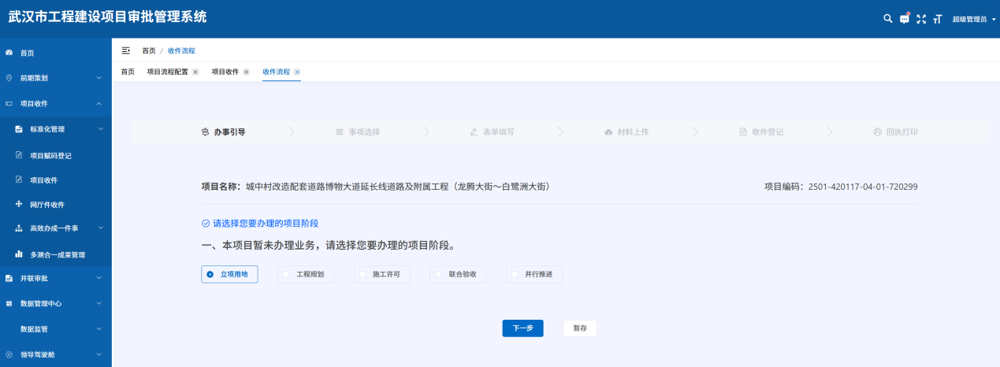 武汉市工程建设项目审批管理系统
超级管理员
首页
前期策划
项目收件
标准化管理
项目赋码登记
项目收件
网厅件收件
高效办成一件事
多测合一成果管理
并联审批
数据管理中心
数据监管
领导驾驶舱
首页 / 收件流程
首页 项目流程配置 项目收件 收件流程
办事引导 事项选择 表单填写 材料上传 收件登记 回执打印
项目名称：城中村改造配套道路博物大道延长线道路及附属工程（龙腾大街～白鹭洲大街） 项目编码：2501-420117-04-01-720299
请选择您要办理的项目阶段
一、本项目暂未办理业务，请选择您要办理的项目阶段。
立项用地 工程规划 施工许可 联合验收 并行推进
下一步 暂存